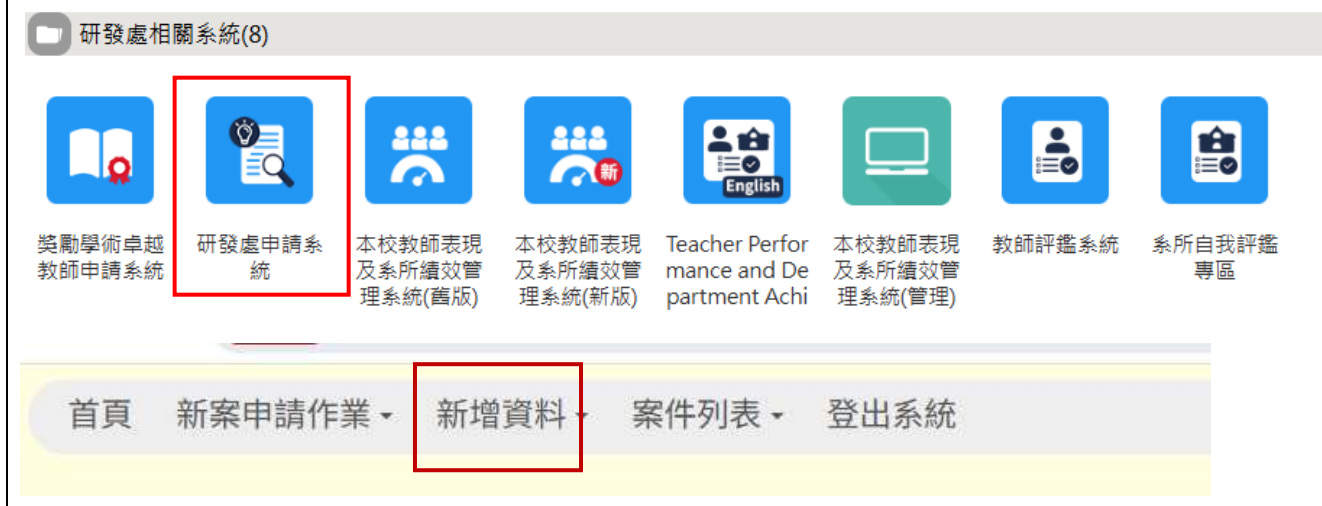 研發處相關系統(8)
新
English
獎勵學術卓越
教師申請系統
研發處申請系
統
本校教師表現
及系所績效管
理系統(舊版)
本校教師表現
及系所績效管
理系統(新版)
Teacher Perfor
mance and De
partment Achi
本校教師表現
及系所績效管
理系統(管理)
教師評鑑系統
系所自我評鑑
專區
首頁 新案申請作業 新增資料 案件列表 登出系統